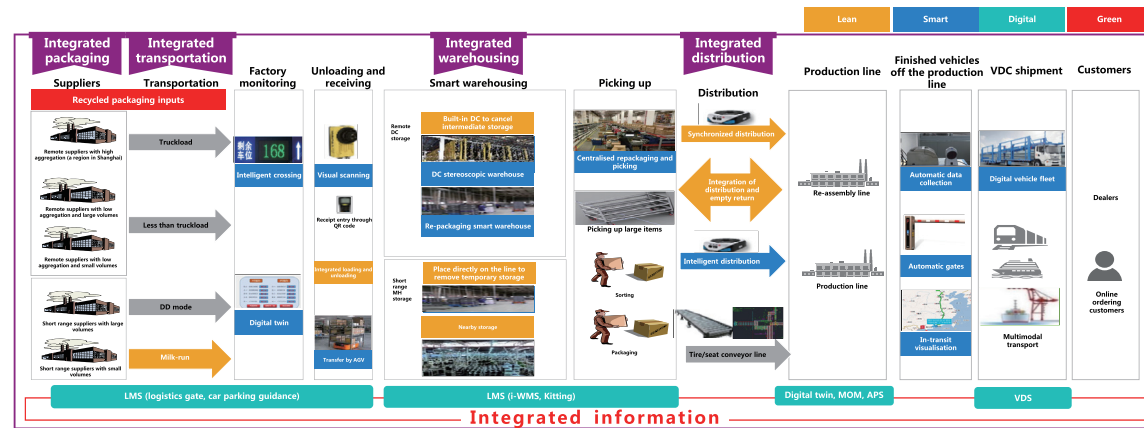 Lean
Smart
Digital
Green
Integrated
packaging
Integrated
transportation
Integrated
warehousing
Integrated
distribution
Suppliers
Transportation
Factory
monitoring
Unloading and
receiving
Smart warehousing
Picking up
Distribution
Production line
Finished vehicles
off the production
line
VDC shipment
Customers
Recycled packaging inputs
Remote suppliers with high
aggregation (a region in Shanghai)
Remote suppliers with low
aggregation and large volumes
Remote suppliers with low
aggregation and small volumes
Short range suppliers with large
volumes
Short range suppliers with small
volumes
Truckload
Less than truckload
DD mode
Milk-run
剩余
车位
168
Intelligent crossing
Digital twin
Visual scanning
Receipt entry through
QR code
Integrated loading and
unloading
Transfer by AGV
Remote
DC
storage
Built-in DC to cancel
intermediate storage
DC stereoscopic warehouse
Re-packaging smart warehouse
Short
range
MH
storage
Place directly on the line to
remove temporary storage
Nearby storage
Centralised repackaging and
picking
Picking up large items
Sorting
Packaging
Synchronized distribution
Integration of
distribution and
empty return
Intelligent distribution
Tire/seat conveyor line
Re-assembly line
Production line
Automatic data
collection
Automatic gates
In-transit
visualisation
Digital vehicle fleet
Multimodal
transport
Dealers
Online
ordering
customers
LMS (logistics gate, car parking guidance)
LMS (i-WMS, Kitting)
Digital twin, MOM, APS
VDS
Integrated information